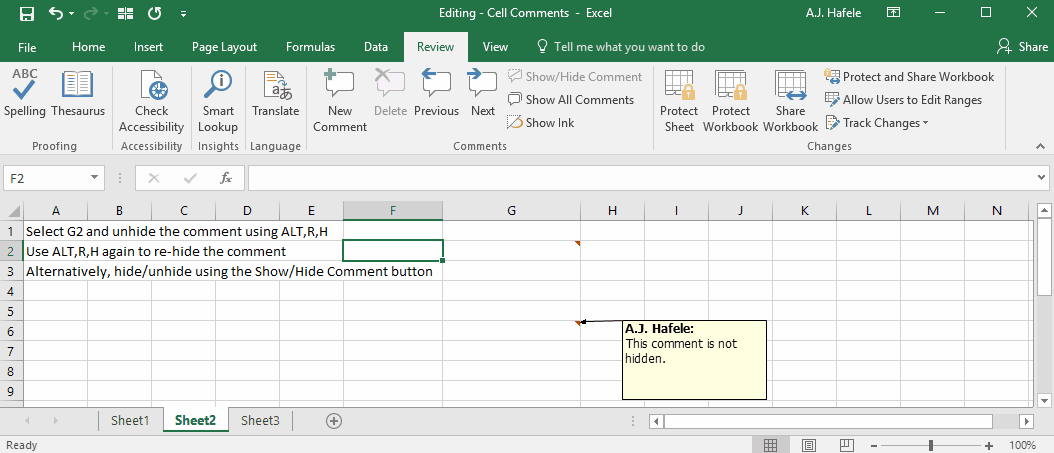 Editing - Cell Comments - Excel
A.J. Hafele
File Home Insert Page Layout Formulas Data Review View Tell me what you want to do Share
ABC
Spelling Thesaurus
Proofing
Check
Accessibility
Accessibility
Smart
Lookup
Insights
Translate
Language
New
Comment
Delete Previous Next
Show/Hide Comment
Show All Comments
Show Ink
Comments
Protect
Sheet
Protect
Workbook
Share
Workbook
Protect and Share Workbook
Allow Users to Edit Ranges
Track Changes
Changes
F2
fx
A B C D E F G H I J K L M N
1 Select G2 and unhide the comment using ALT,R,H
2 Use ALT,R,H again to re-hide the comment
3 Alternatively, hide/unhide using the Show/Hide Comment button
4
5
6
7
8
9
A.J. Hafele:
This comment is not
hidden.
Sheet1 Sheet2 Sheet3
Ready
100%